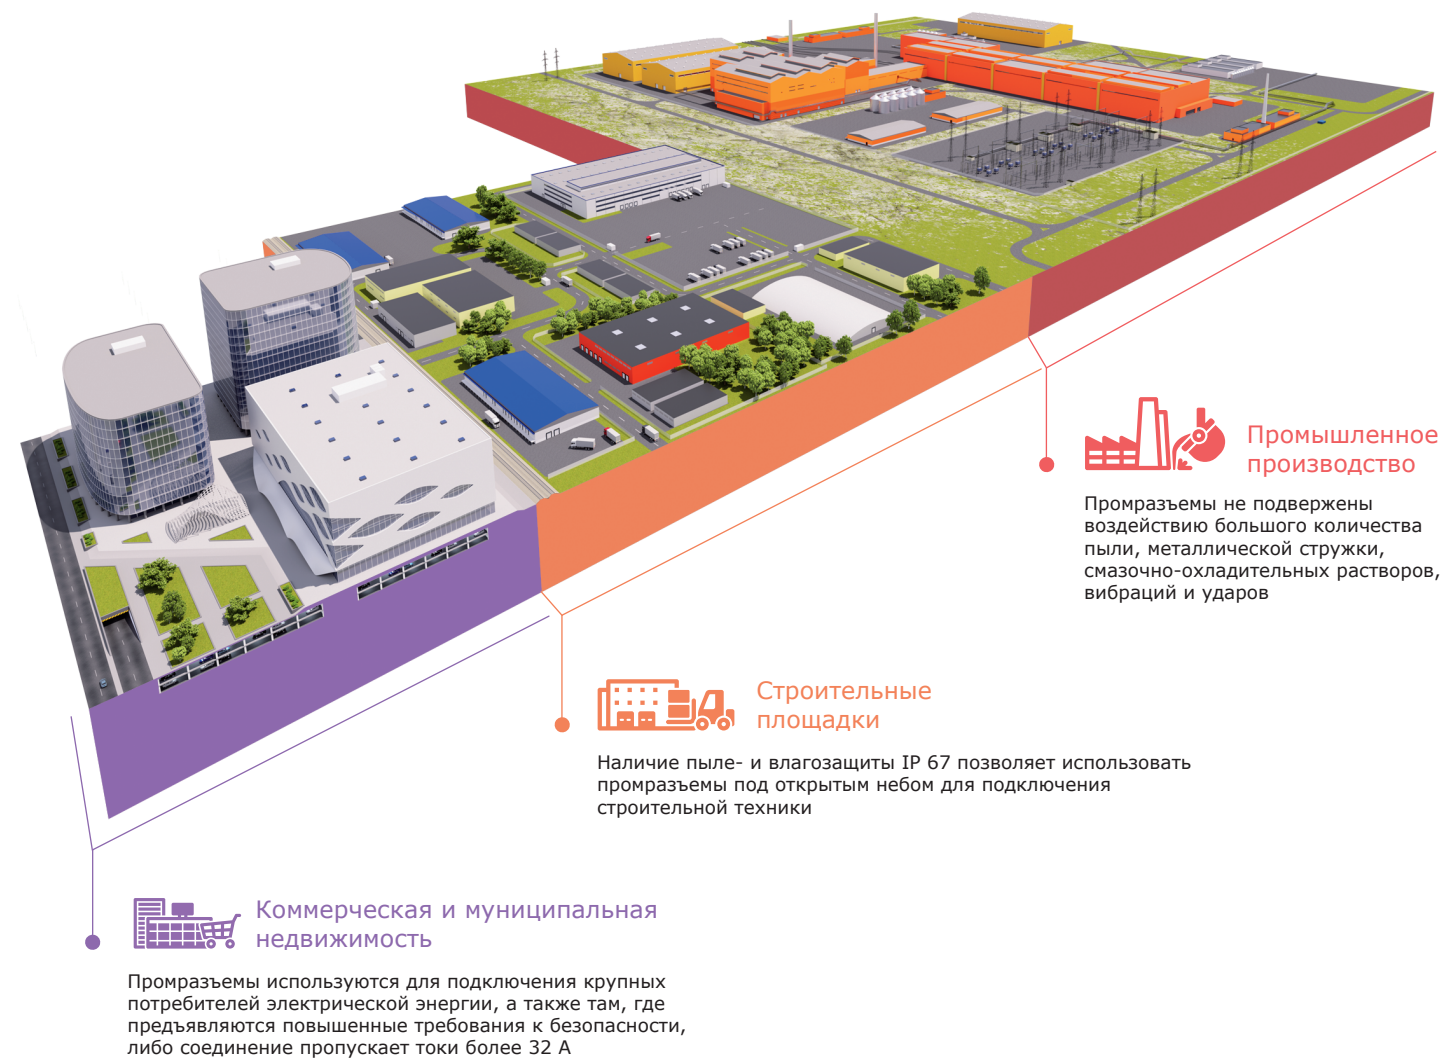 Промышленное
производство
Промразъемы не подвержены
воздействию большого количества
пыли, металлической стружки,
смазочно-охладительных растворов,
вибраций и ударов
Строительные
площадки
Наличие пыле- и влагозащиты IP 67 позволяет использовать
промразъемы под открытым небом для подключения
строительной техники
Коммерческая и муниципальная
недвижимость
Промразъемы используются для подключения крупных
потребителей электрической энергии, а также там, где
предъявляются повышенные требования к безопасности,
либо соединение пропускает токи более 32 А